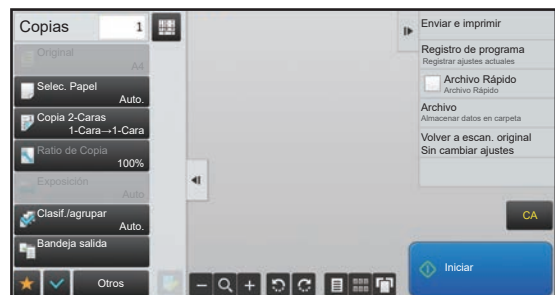 Copias
1
Original
A4
Selec. Papel
Auto.
Copia 2-Caras
1-Cara→1-Cara
Ratio de Copia
100%
Exposición
Auto
Clasif./agrupar
Auto.
Bandeja salida
Otros
Enviar e imprimir
Registro de programa
Registrar ajustes actuales
Archivo Rápido
Archivo Rápido
Archivo
Almacenar datos en carpeta
Volver a escan. original
Sin cambiar ajustes
CA
Iniciar